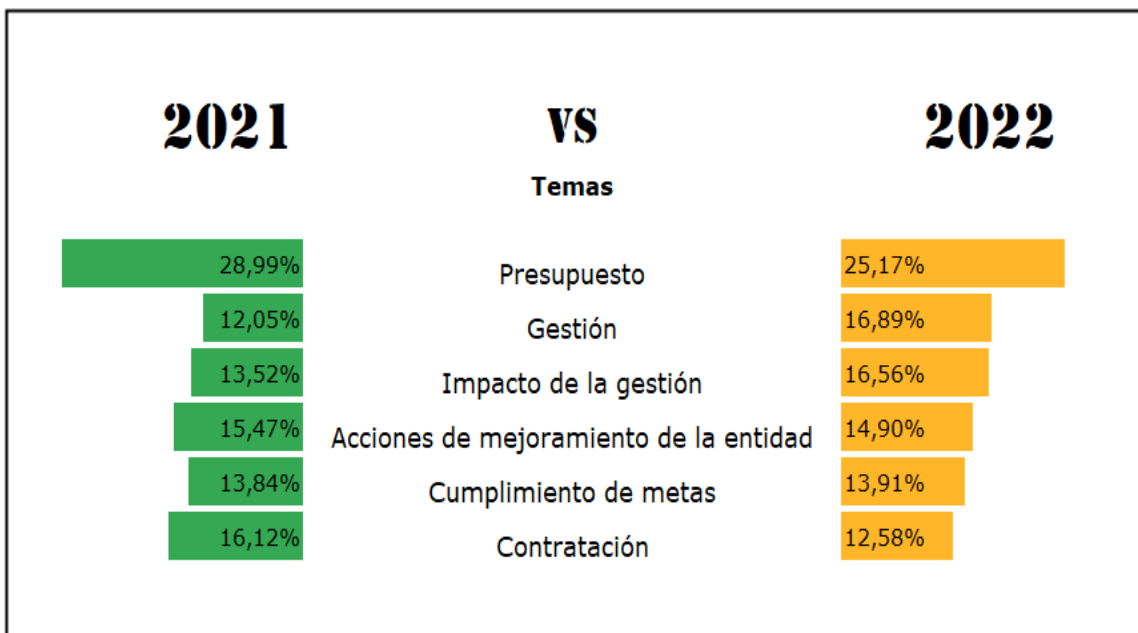 2021 VS 2022
Temas
28,99% Presupuesto 25,17%
12,05% Gestión 16,89%
13,52% Impacto de la gestión 16,56%
15,47% Acciones de mejoramiento de la entidad 14,90%
13,84% Cumplimiento de metas 13,91%
16,12% Contratación 12,58%